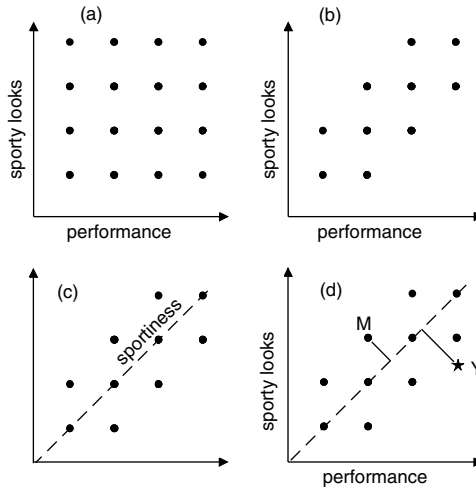 (a)
sporty looks
performance
(b)
sporty looks
performance
(c)
sportiness
(d)
M
Y
sporty looks
performance